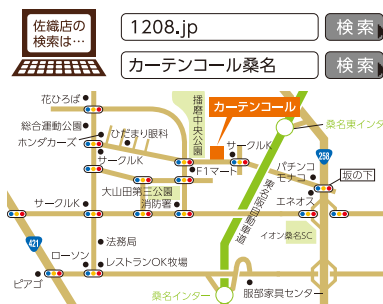 佐織店の
検索は…
1208.jp
検索
カーテンコール桑名
検索
花ひろば
播磨中央公園
カーテンコール
桑名東インター
総合運動公園
ホンダカーズ
ひだまり眼科
サークルK
サークルK
258
パチンコ
モナコ
坂の下
F1マート
大山田第三公園
エネオス
サークルK
消防署
東名阪自動車道
イオン桑名SC
421
法務局
ローソン
レストランOK牧場
ピアゴ
桑名インター
服部家具センター